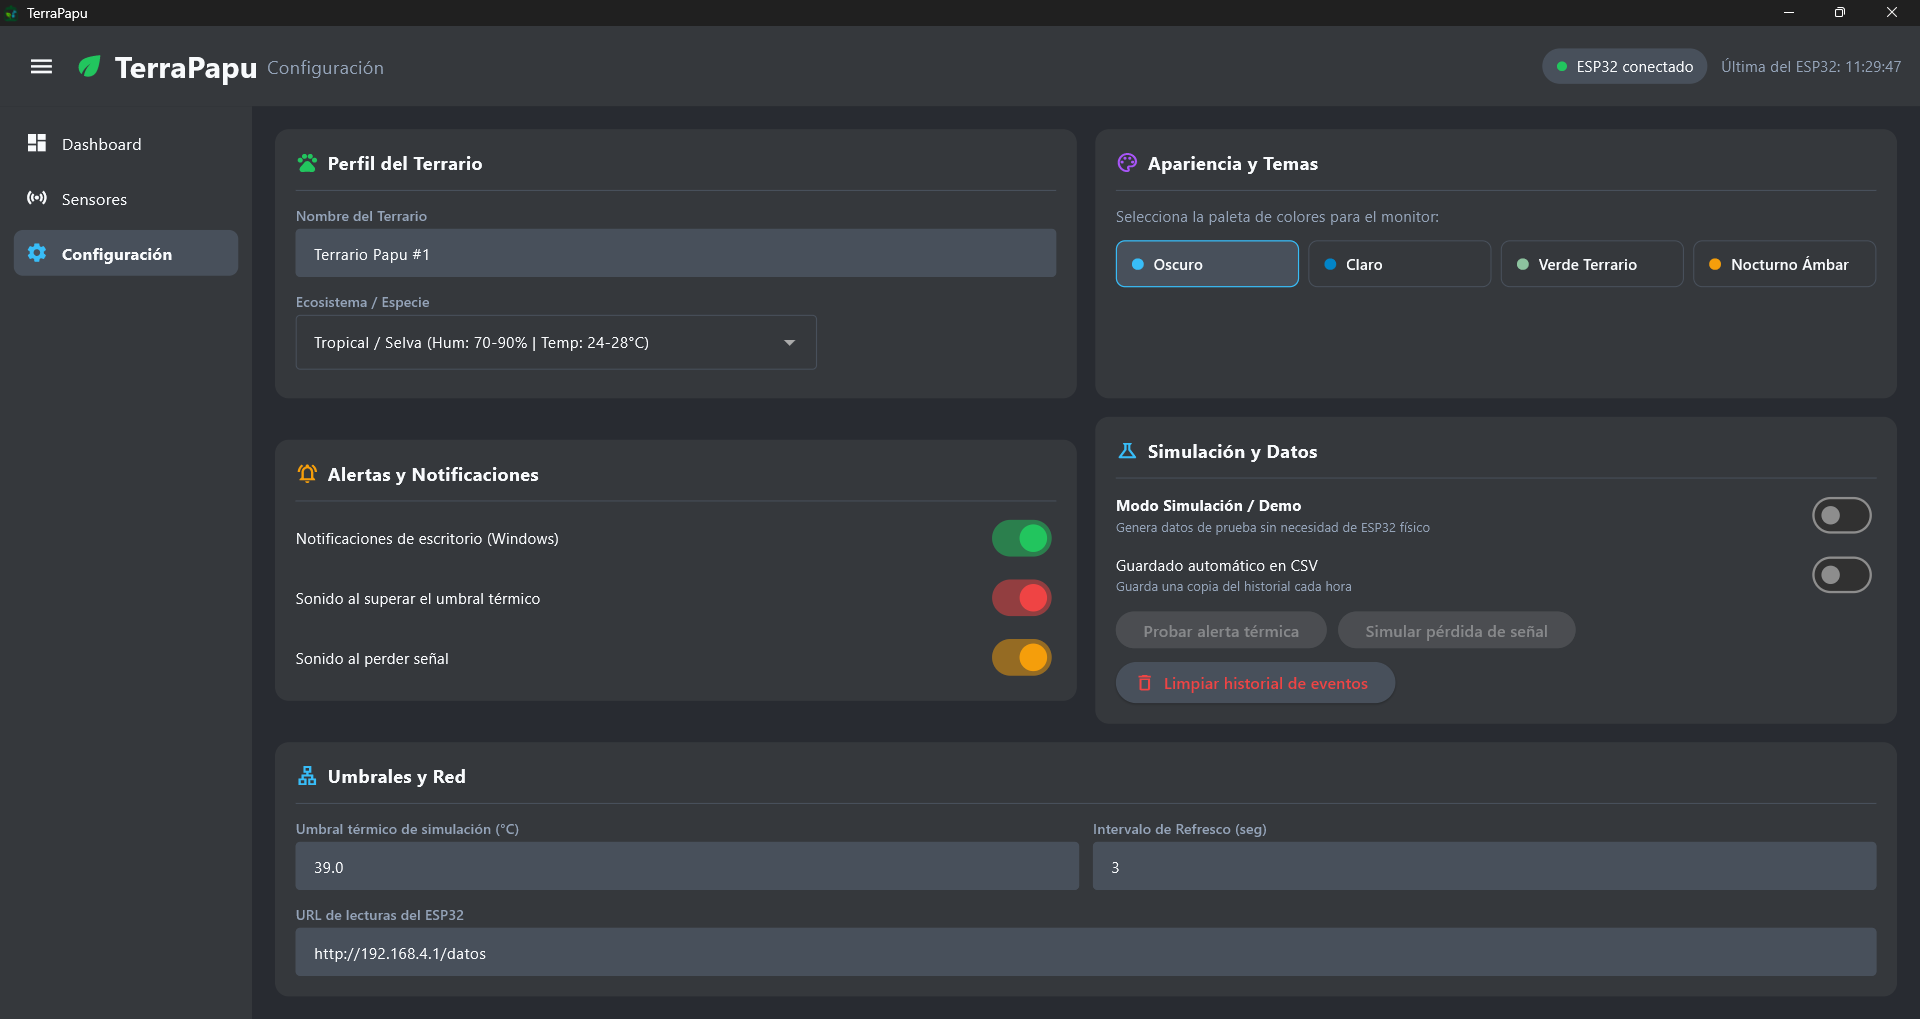 TerraPapu
TerraPapu Configuración
ESP32 conectado
Última del ESP32: 11:29:47
Dashboard
Sensores
Configuración
Perfil del Terrario
Nombre del Terrario
Terrario Papu #1
Ecosistema / Especie
Tropical / Selva (Hum: 70-90% | Temp: 24-28°C)
Apariencia y Temas
Selecciona la paleta de colores para el monitor:
Oscuro
Claro
Verde Terrario
Nocturno Ámbar
Alertas y Notificaciones
Notificaciones de escritorio (Windows)
Sonido al superar el umbral térmico
Sonido al perder señal
Simulación y Datos
Modo Simulación / Demo
Genera datos de prueba sin necesidad de ESP32 físico
Guardado automático en CSV
Guarda una copia del historial cada hora
Probar alerta térmica
Simular pérdida de señal
Limpiar historial de eventos
Umbrales y Red
Umbral térmico de simulación (°C)
39.0
Intervalo de Refresco (seg)
3
URL de lecturas del ESP32
http://192.168.4.1/datos